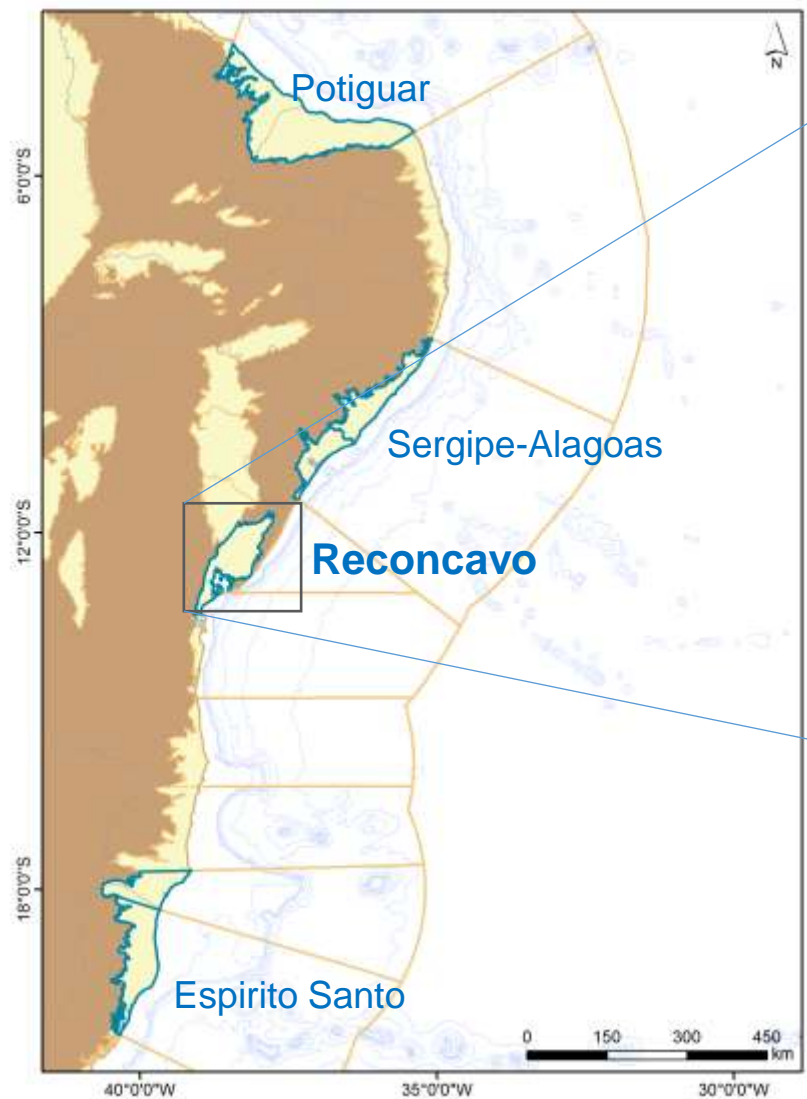 N
Potiguar
6°0'0"S
Sergipe-Alagoas
12°0'0"S
Reconcavo
18°0'0"S
Espirito Santo
0 150 300 450
km
40°0'0"W 35°0'0"W 30°0'0"W